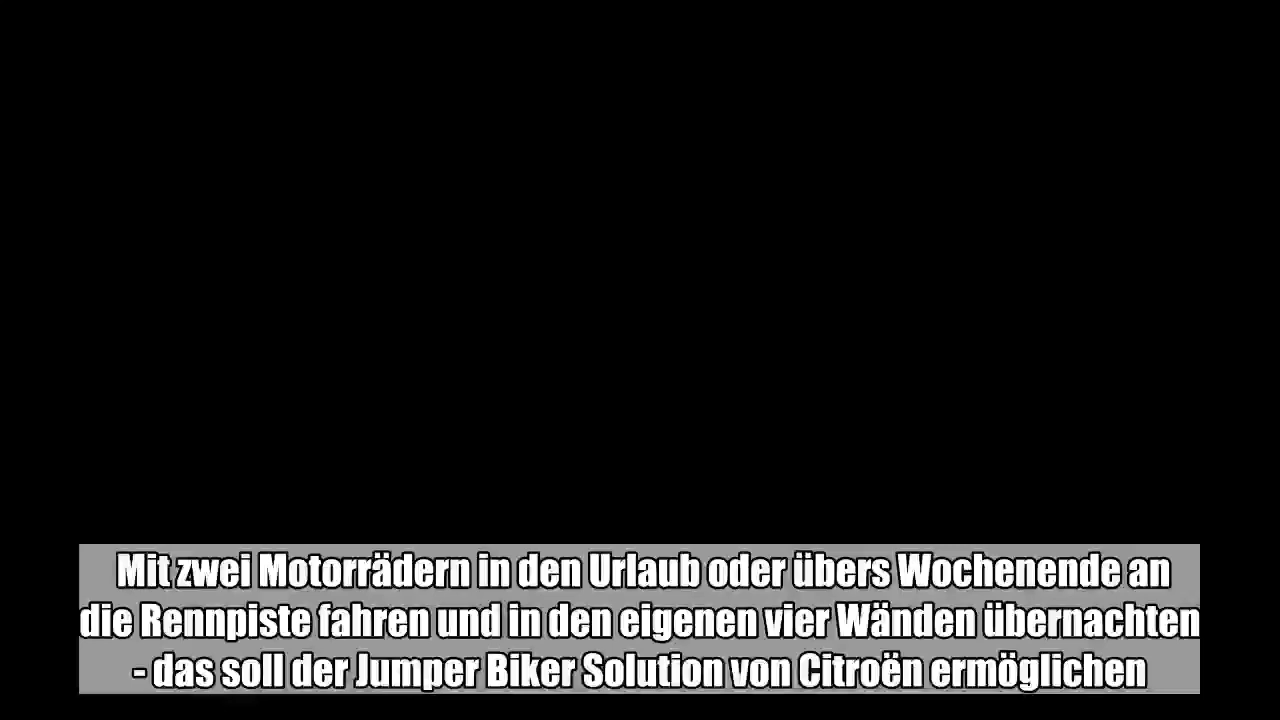 Mit zwei Motorrädern in den Urlaub oder übers Wochenende an
die Rennpiste fahren und in den eigenen vier Wänden übernachten
- das soll der Jumper Biker Solution von Citroën ermöglichen